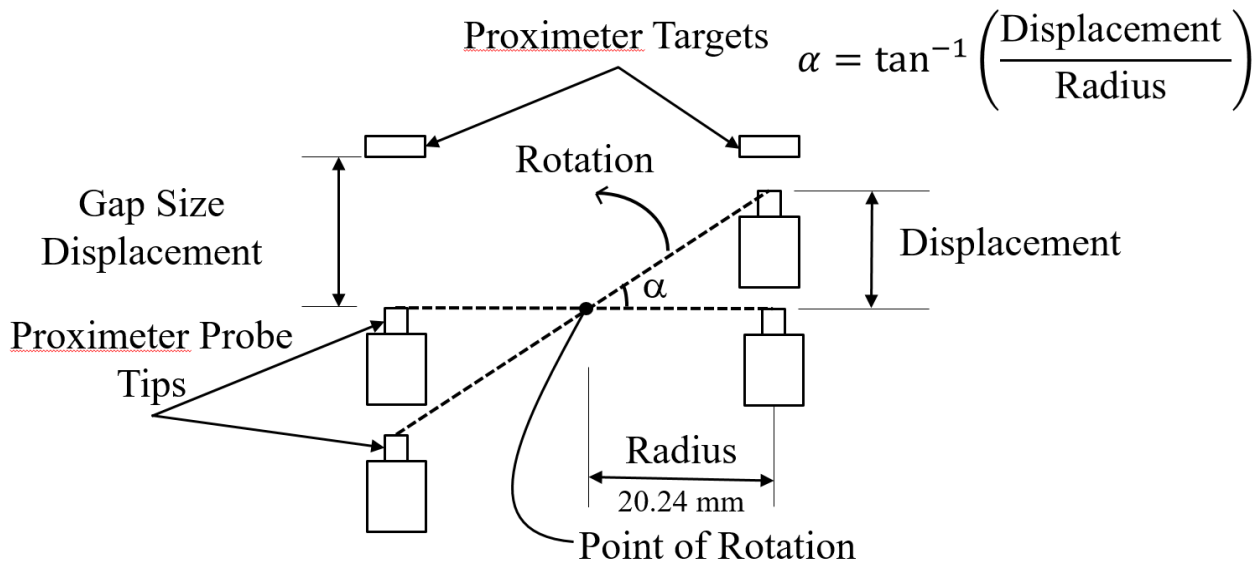 Proximeter Targets
α = tan⁻¹ (Displacement / Radius)
Rotation
Gap Size
Displacement
Displacement
α
Proximeter Probe
Tips
Radius
20.24 mm
Point of Rotation